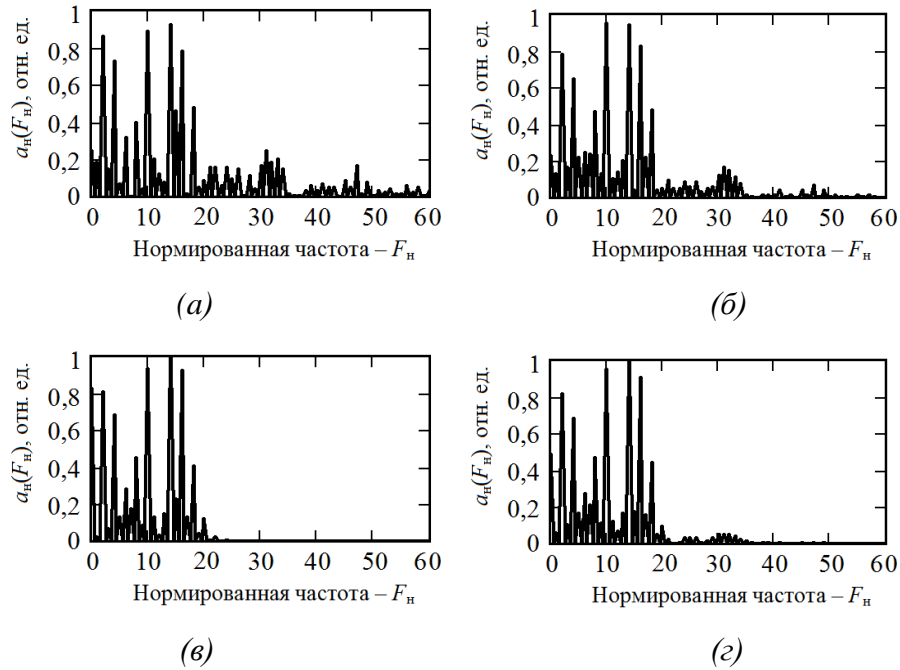 aн(Fн), отн. ед.
1
0,8
0,6
0,4
0,2
0
0 10 20 30 40 50 60
Нормированная частота – Fн
(а)
aн(Fн), отн. ед.
1
0,8
0,6
0,4
0,2
0
0 10 20 30 40 50 60
Нормированная частота – Fн
(б)
aн(Fн), отн. ед.
1
0,8
0,6
0,4
0,2
0
0 10 20 30 40 50 60
Нормированная частота – Fн
(в)
aн(Fн), отн. ед.
1
0,8
0,6
0,4
0,2
0
0 10 20 30 40 50 60
Нормированная частота – Fн
(г)